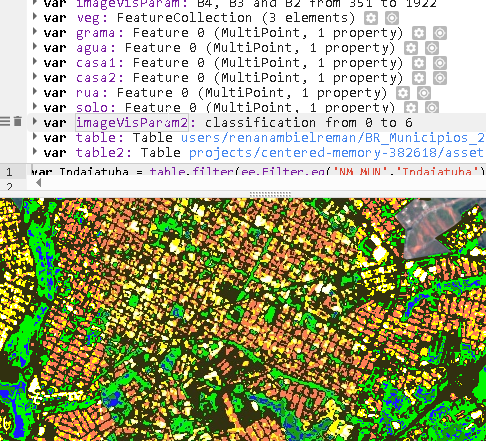 var imageVisParam: B4, B3 and B2 from 351 to 1922
var veg: FeatureCollection (3 elements)
var grama: Feature 0 (MultiPoint, 1 property)
var agua: Feature 0 (MultiPoint, 1 property)
var casa1: Feature 0 (MultiPoint, 1 property)
var casa2: Feature 0 (MultiPoint, 1 property)
var rua: Feature 0 (MultiPoint, 1 property)
var solo: Feature 0 (MultiPoint, 1 property)
var imageVisParam2: classification from 0 to 6
var table: Table users/renanambielreman/BR_Municipios_2
var table2: Table projects/centered-memory-382618/asset
1 var Indaiatuba = table.filter(ee.Filter.eq('NM_MUN','Indaiatuba')
2